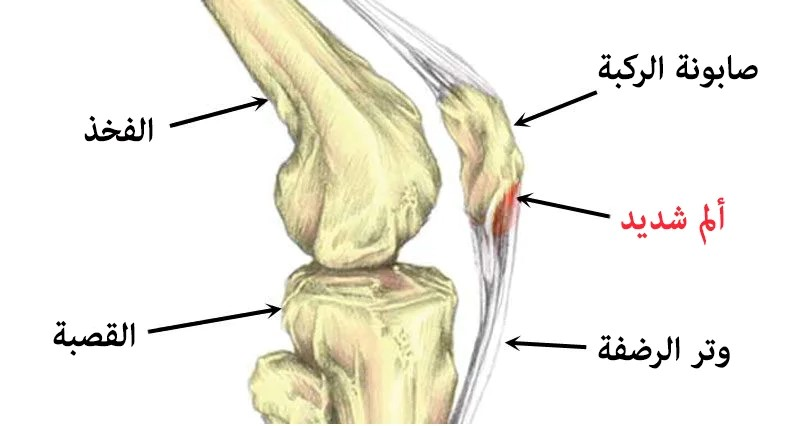 صابونة الركبة
الفخذ
ألم شديد
القصبة
وتر الرضفة